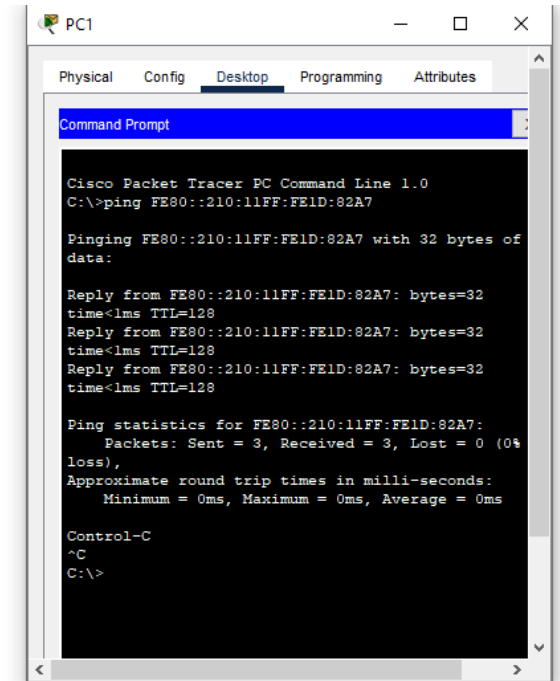 PC1
Physical Config Desktop Programming Attributes
Command Prompt
Cisco Packet Tracer PC Command Line 1.0
C:\>ping FE80::210:11FF:FE1D:82A7
Pinging FE80::210:11FF:FE1D:82A7 with 32 bytes of
data:
Reply from FE80::210:11FF:FE1D:82A7: bytes=32
time<1ms TTL=128
Reply from FE80::210:11FF:FE1D:82A7: bytes=32
time<1ms TTL=128
Reply from FE80::210:11FF:FE1D:82A7: bytes=32
time<1ms TTL=128
Ping statistics for FE80::210:11FF:FE1D:82A7:
Packets: Sent = 3, Received = 3, Lost = 0 (0%
loss),
Approximate round trip times in milli-seconds:
Minimum = 0ms, Maximum = 0ms, Average = 0ms
Control-C
^C
C:\>